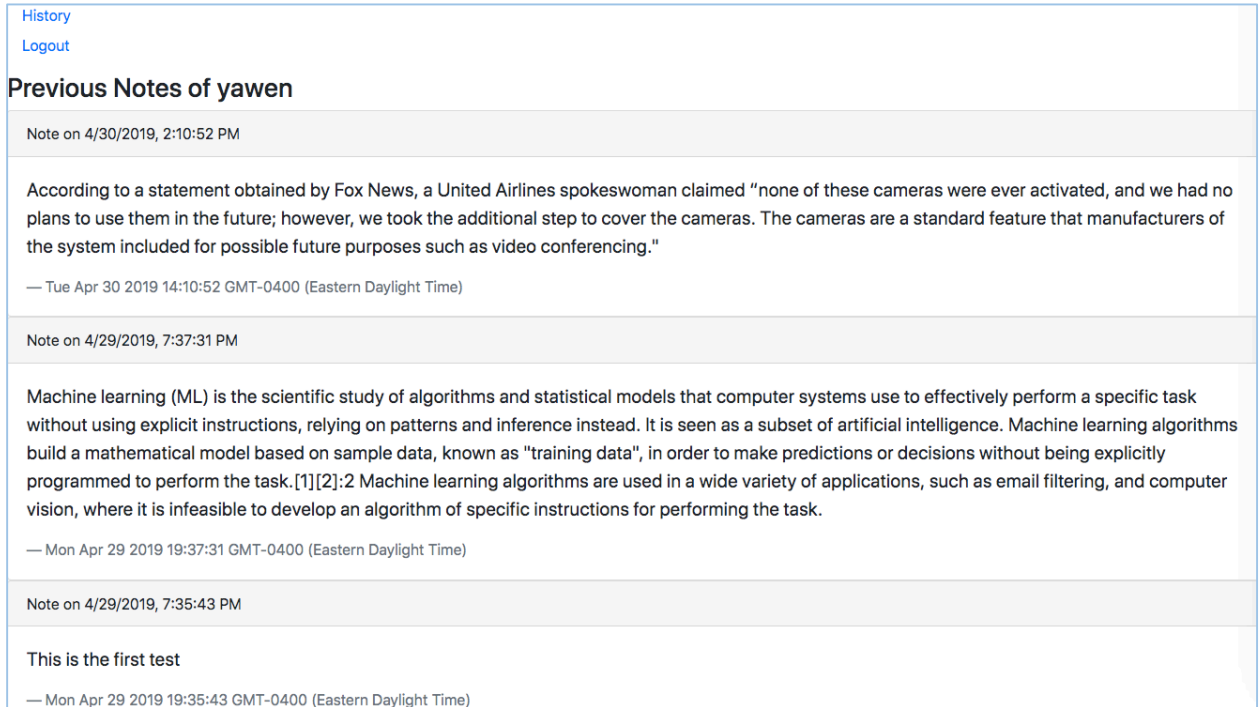 History
Logout
Previous Notes of yawen
Note on 4/30/2019, 2:10:52 PM
According to a statement obtained by Fox News, a United Airlines spokeswoman claimed “none of these cameras were ever activated, and we had no
plans to use them in the future; however, we took the additional step to cover the cameras. The cameras are a standard feature that manufacturers of
the system included for possible future purposes such as video conferencing."
— Tue Apr 30 2019 14:10:52 GMT-0400 (Eastern Daylight Time)
Note on 4/29/2019, 7:37:31 PM
Machine learning (ML) is the scientific study of algorithms and statistical models that computer systems use to effectively perform a specific task
without using explicit instructions, relying on patterns and inference instead. It is seen as a subset of artificial intelligence. Machine learning algorithms
build a mathematical model based on sample data, known as "training data", in order to make predictions or decisions without being explicitly
programmed to perform the task.[1][2]:2 Machine learning algorithms are used in a wide variety of applications, such as email filtering, and computer
vision, where it is infeasible to develop an algorithm of specific instructions for performing the task.
— Mon Apr 29 2019 19:37:31 GMT-0400 (Eastern Daylight Time)
Note on 4/29/2019, 7:35:43 PM
This is the first test
— Mon Apr 29 2019 19:35:43 GMT-0400 (Eastern Daylight Time)